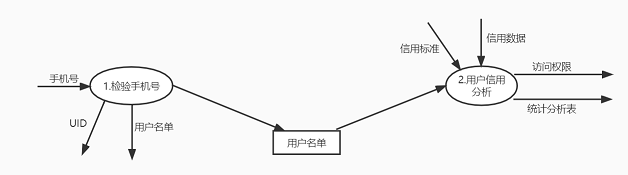 信用标准
信用数据
手机号
1.检验手机号
2.用户信用
分析
访问权限
统计分析表
UID
用户名单
用户名单